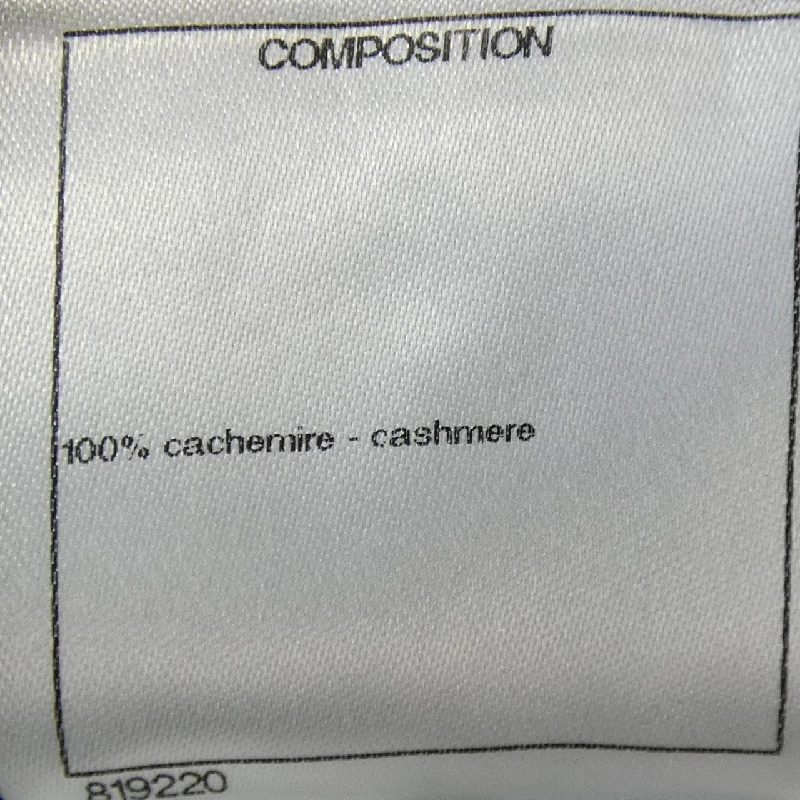 COMPOSITION
100% cachemire - cashmere
819220